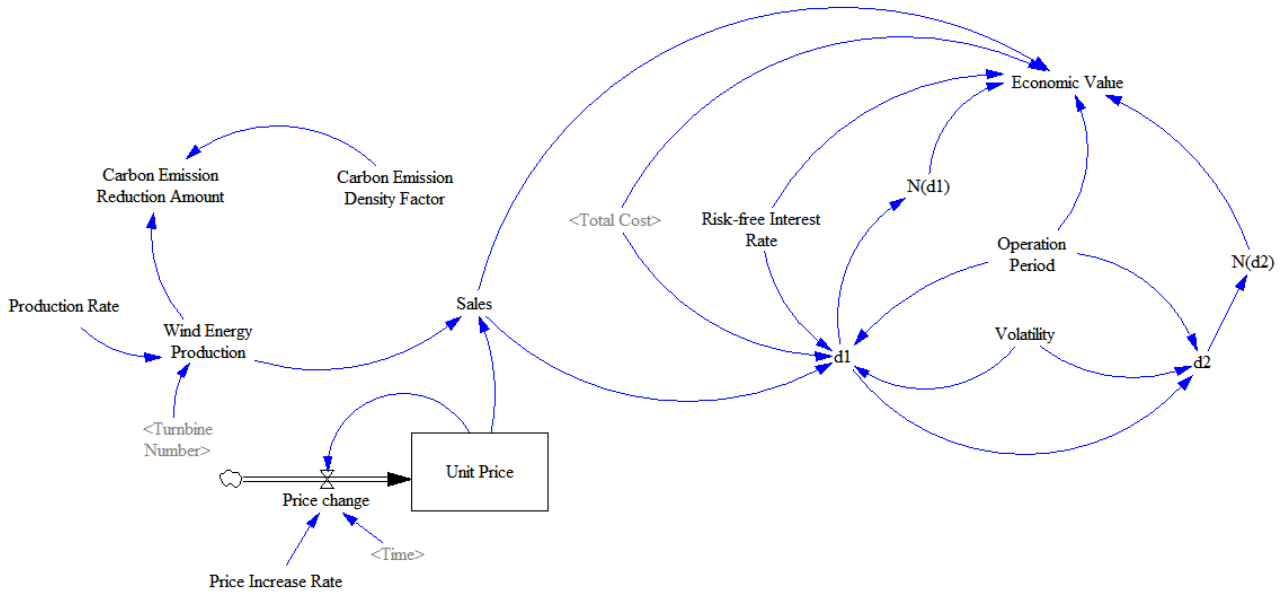 Economic Value
Carbon Emission
Reduction Amount
Carbon Emission
Density Factor
N(d1)
<Total Cost>
Risk-free Interest
Rate
Operation
Period
N(d2)
Production Rate
Sales
Wind Energy
Production
Volatility
d1
d2
<Turnbine
Number>
Unit Price
Price change
<Time>
Price Increase Rate